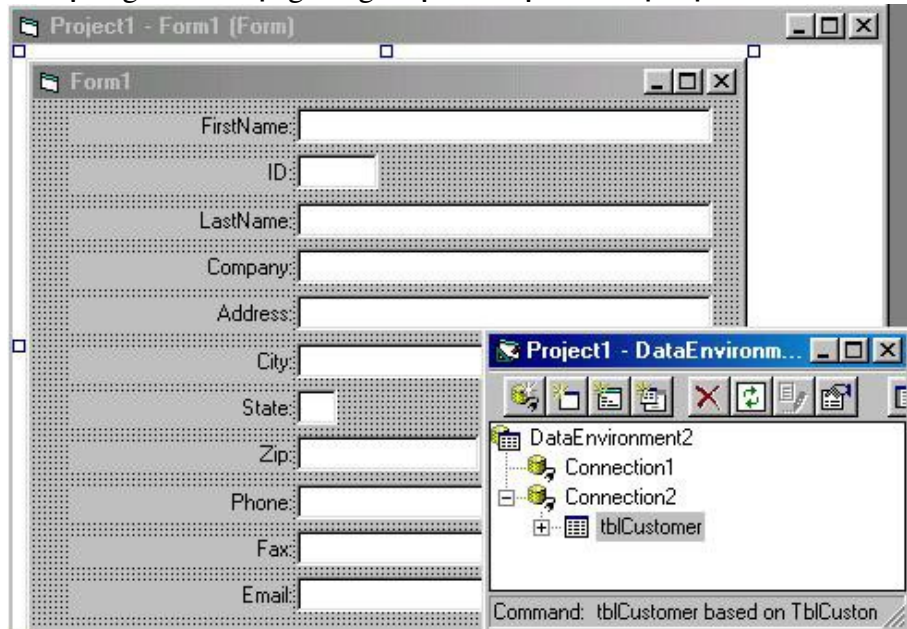 Project1 - Form1 (Form)
Form1
FirstName:
ID:
LastName:
Company:
Address:
City:
State:
Zip:
Phone:
Fax:
Email:
Project1 - DataEnvironm...
DataEnvironment2
Connection1
Connection2
tblCustomer
Command: tblCustomer based on TblCuston